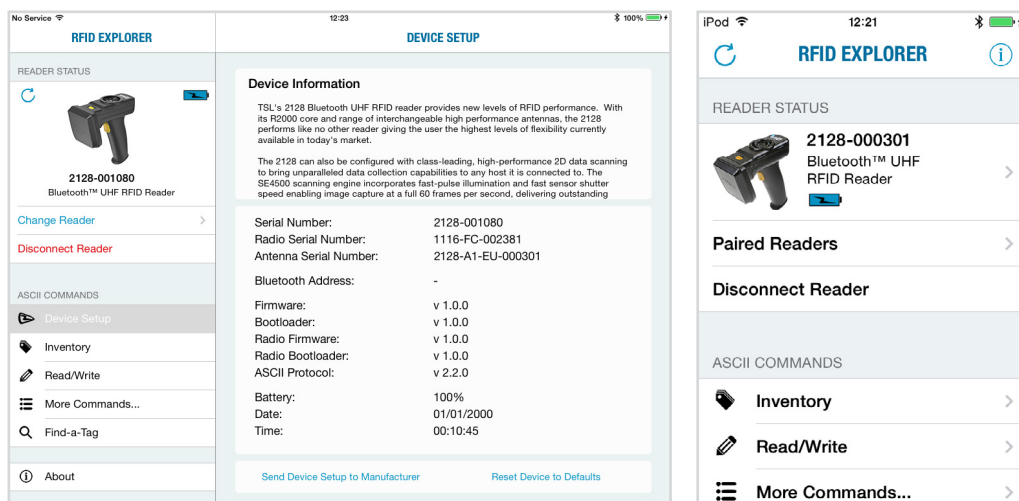 No Service
12:23
100%
RFID EXPLORER
DEVICE SETUP
READER STATUS
2128-001080
Bluetooth™ UHF RFID Reader
Change Reader
Disconnect Reader
ASCII COMMANDS
Device Setup
Inventory
Read/Write
More Commands...
Find-a-Tag
About
Device Information
TSL's 2128 Bluetooth UHF RFID reader provides new levels of RFID performance. With
its R2000 core and range of interchangeable high performance antennas, the 2128
performs like no other reader giving the user the highest levels of flexibility currently
available in today's market.
The 2128 can also be configured with class-leading, high-performance 2D data scanning
to bring unparalleled data collection capabilities to any host it is connected to. The
SE4500 scanning engine incorporates fast-pulse illumination and fast sensor shutter
speed enabling image capture at a full 60 frames per second, delivering outstanding
Serial Number: 2128-001080
Radio Serial Number: 1116-FC-002381
Antenna Serial Number: 2128-A1-EU-000301
Bluetooth Address: -
Firmware: v 1.0.0
Bootloader: v 1.0.0
Radio Firmware: v 1.0.0
Radio Bootloader: v 1.0.0
ASCII Protocol: v 2.2.0
Battery: 100%
Date: 01/01/2000
Time: 00:10:45
Send Device Setup to Manufacturer
Reset Device to Defaults
iPod
12:21
RFID EXPLORER
READER STATUS
2128-000301
Bluetooth™ UHF
RFID Reader
Paired Readers
Disconnect Reader
ASCII COMMANDS
Inventory
Read/Write
More Commands...